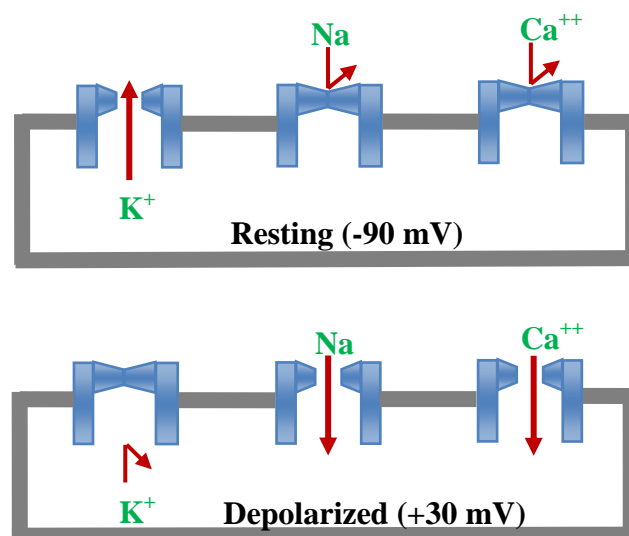 Na
Ca⁺⁺
K⁺
Resting (-90 mV)
Na
Ca⁺⁺
K⁺
Depolarized (+30 mV)